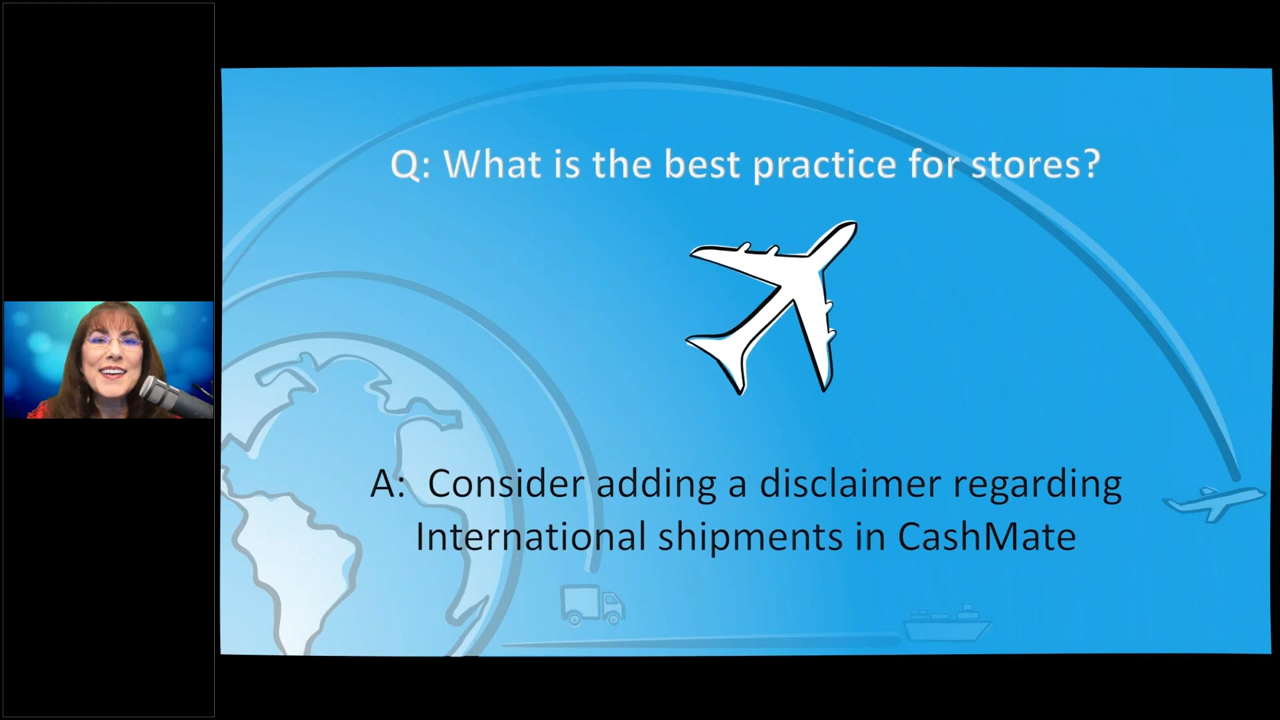 Q: What is the best practice for stores?
A: Consider adding a disclaimer regarding
International shipments in CashMate